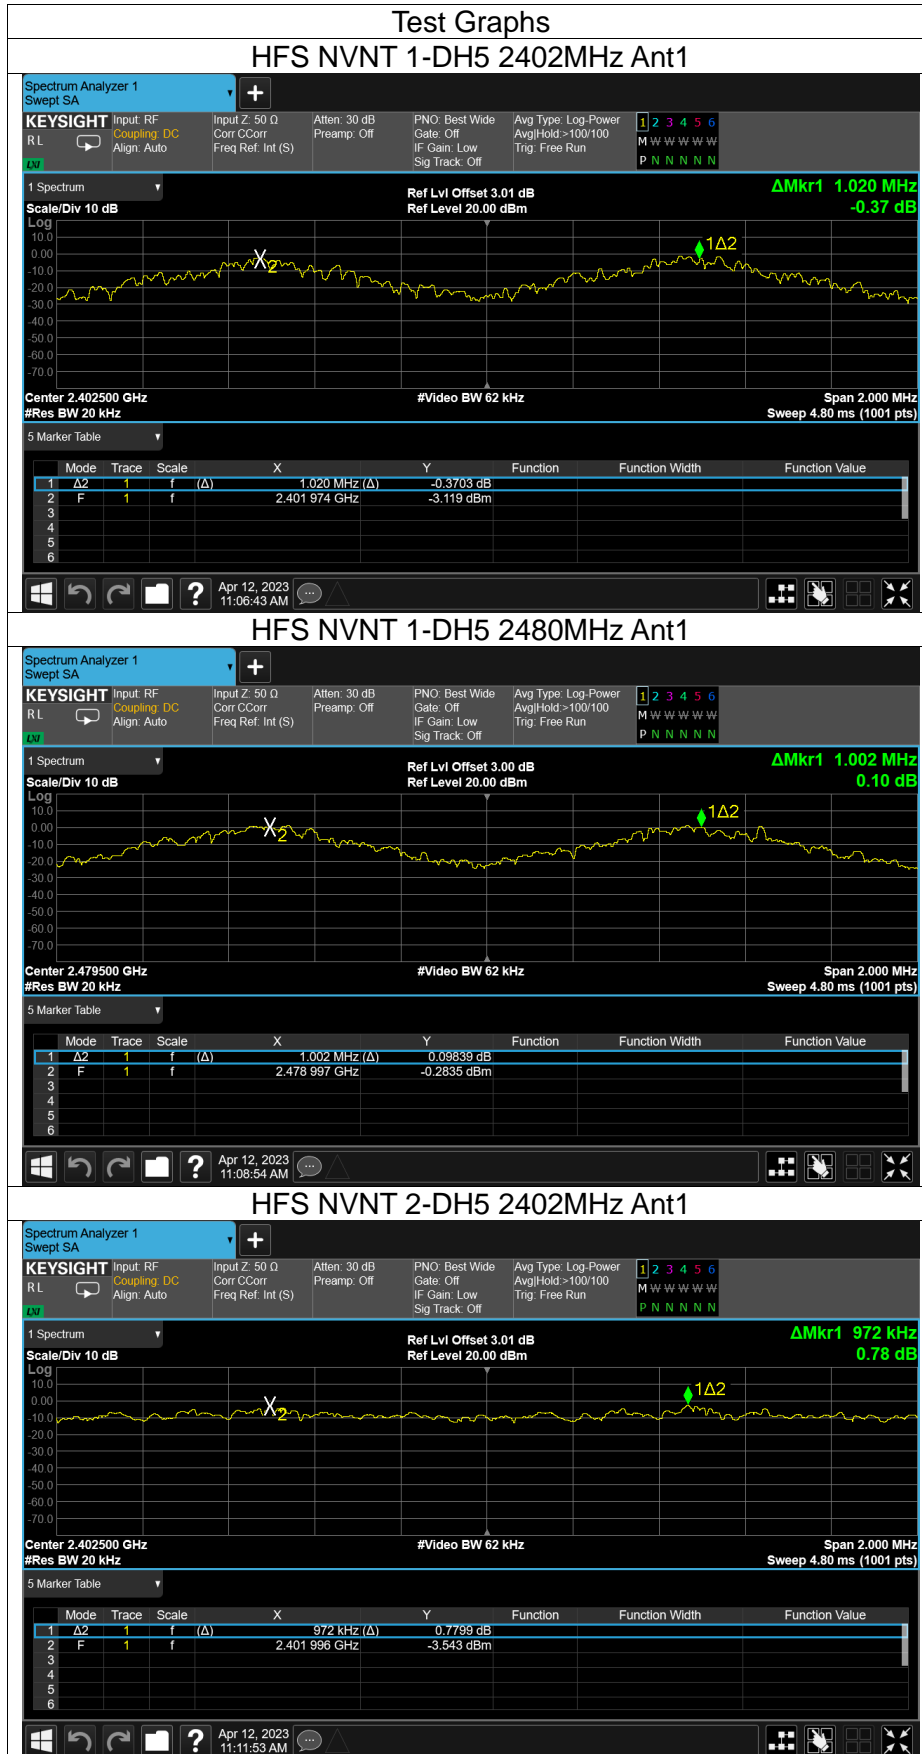 Test Graphs
HFS NVNT 1-DH5 2402MHz Ant1
Spectrum Analyzer 1
Swept SA
+
KEYSIGHT Input: RF Input Z: 50 Ω Atten: 30 dB PNO: Best Wide Avg Type: Log-Power 1 2 3 4 5 6
RL Coupling: DC Corr CCorr Preamp: Off Gate: Off Avg|Hold:>100/100 M W W W W W
Align: Auto Freq Ref: Int (S) IF Gain: Low Trig: Free Run
LXI Sig Track: Off P N N N N N
1 Spectrum Ref Lvl Offset 3.01 dB ΔMkr1 1.020 MHz
Scale/Div 10 dB Ref Level 20.00 dBm -0.37 dB
Log
10.0
0.00
-10.0
-20.0
-30.0
-40.0
-50.0
-60.0
-70.0
X2
1Δ2
Center 2.402500 GHz #Video BW 62 kHz Span 2.000 MHz
#Res BW 20 kHz Sweep 4.80 ms (1001 pts)
5 Marker Table
Mode Trace Scale X Y Function Function Width Function Value
1 Δ2 1 f (Δ) 1.020 MHz (Δ) -0.3703 dB
2 F 1 f 2.401 974 GHz -3.119 dBm
3
4
5
6
? Apr 12, 2023
11:06:43 AM
HFS NVNT 1-DH5 2480MHz Ant1
Spectrum Analyzer 1
Swept SA
+
KEYSIGHT Input: RF Input Z: 50 Ω Atten: 30 dB PNO: Best Wide Avg Type: Log-Power 1 2 3 4 5 6
RL Coupling: DC Corr CCorr Preamp: Off Gate: Off Avg|Hold:>100/100 M W W W W W
Align: Auto Freq Ref: Int (S) IF Gain: Low Trig: Free Run
LXI Sig Track: Off P N N N N N
1 Spectrum Ref Lvl Offset 3.00 dB ΔMkr1 1.002 MHz
Scale/Div 10 dB Ref Level 20.00 dBm 0.10 dB
Log
10.0
0.00
-10.0
-20.0
-30.0
-40.0
-50.0
-60.0
-70.0
X2
1Δ2
Center 2.479500 GHz #Video BW 62 kHz Span 2.000 MHz
#Res BW 20 kHz Sweep 4.80 ms (1001 pts)
5 Marker Table
Mode Trace Scale X Y Function Function Width Function Value
1 Δ2 1 f (Δ) 1.002 MHz (Δ) 0.09839 dB
2 F 1 f 2.478 997 GHz -0.2835 dBm
3
4
5
6
? Apr 12, 2023
11:08:54 AM
HFS NVNT 2-DH5 2402MHz Ant1
Spectrum Analyzer 1
Swept SA
+
KEYSIGHT Input: RF Input Z: 50 Ω Atten: 30 dB PNO: Best Wide Avg Type: Log-Power 1 2 3 4 5 6
RL Coupling: DC Corr CCorr Preamp: Off Gate: Off Avg|Hold:>100/100 M W W W W W
Align: Auto Freq Ref: Int (S) IF Gain: Low Trig: Free Run
LXI Sig Track: Off P N N N N N
1 Spectrum Ref Lvl Offset 3.01 dB ΔMkr1 972 kHz
Scale/Div 10 dB Ref Level 20.00 dBm 0.78 dB
Log
10.0
0.00
-10.0
-20.0
-30.0
-40.0
-50.0
-60.0
-70.0
X2
1Δ2
Center 2.402500 GHz #Video BW 62 kHz Span 2.000 MHz
#Res BW 20 kHz Sweep 4.80 ms (1001 pts)
5 Marker Table
Mode Trace Scale X Y Function Function Width Function Value
1 Δ2 1 f (Δ) 972 kHz (Δ) 0.7799 dB
2 F 1 f 2.401 996 GHz -3.543 dBm
3
4
5
6
? Apr 12, 2023
11:11:53 AM